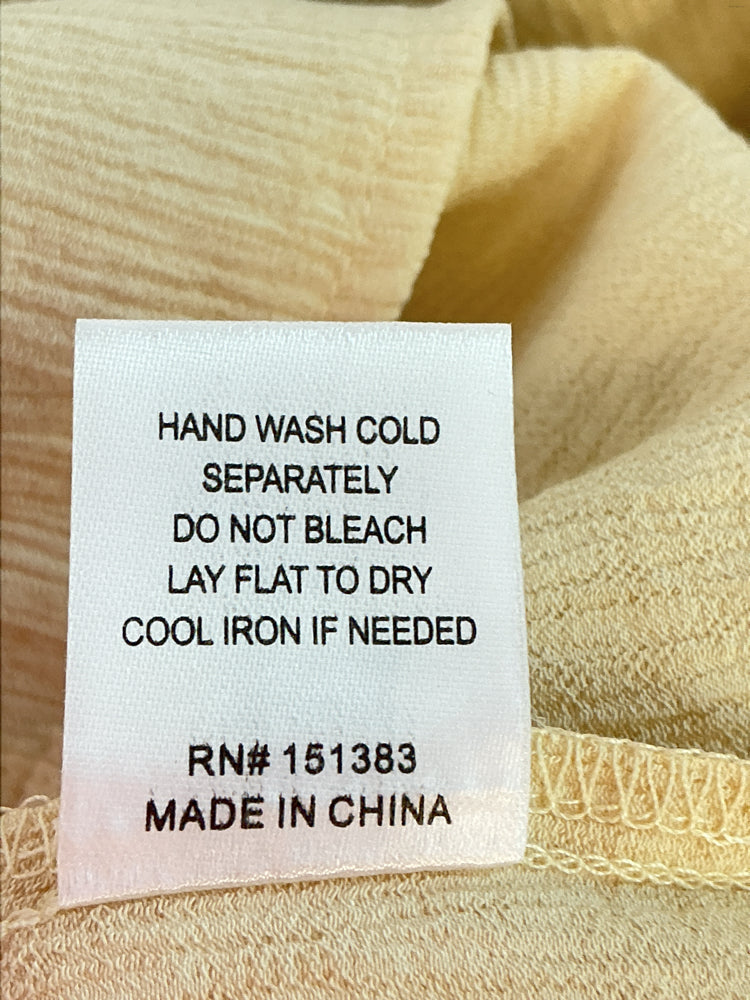 HAND WASH COLD
SEPARATELY
DO NOT BLEACH
LAY FLAT TO DRY
COOL IRON IF NEEDED
RN# 151383
MADE IN CHINA